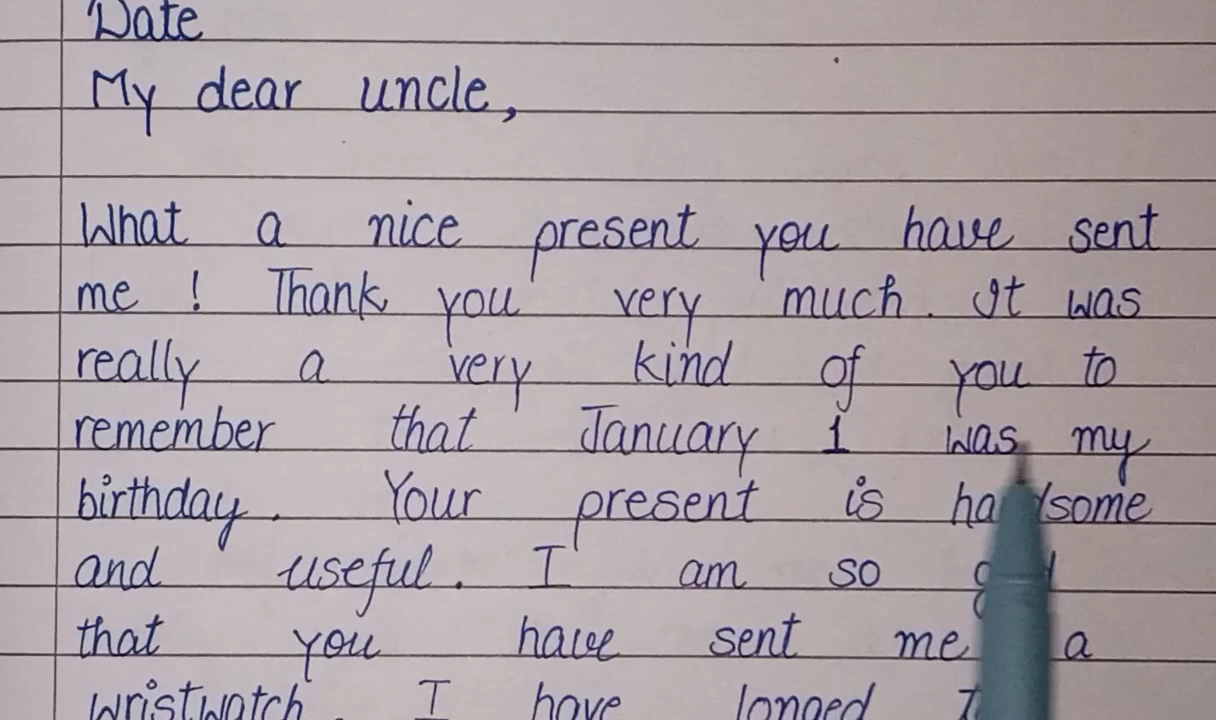 Date
My dear uncle,
What a nice present you have sent
me ! Thank you very much. It was
really a very kind of you to
remember that January 1 was my
birthday. Your present is handsome
and useful. I am so
that you have sent me a
wristwatch. I have longed